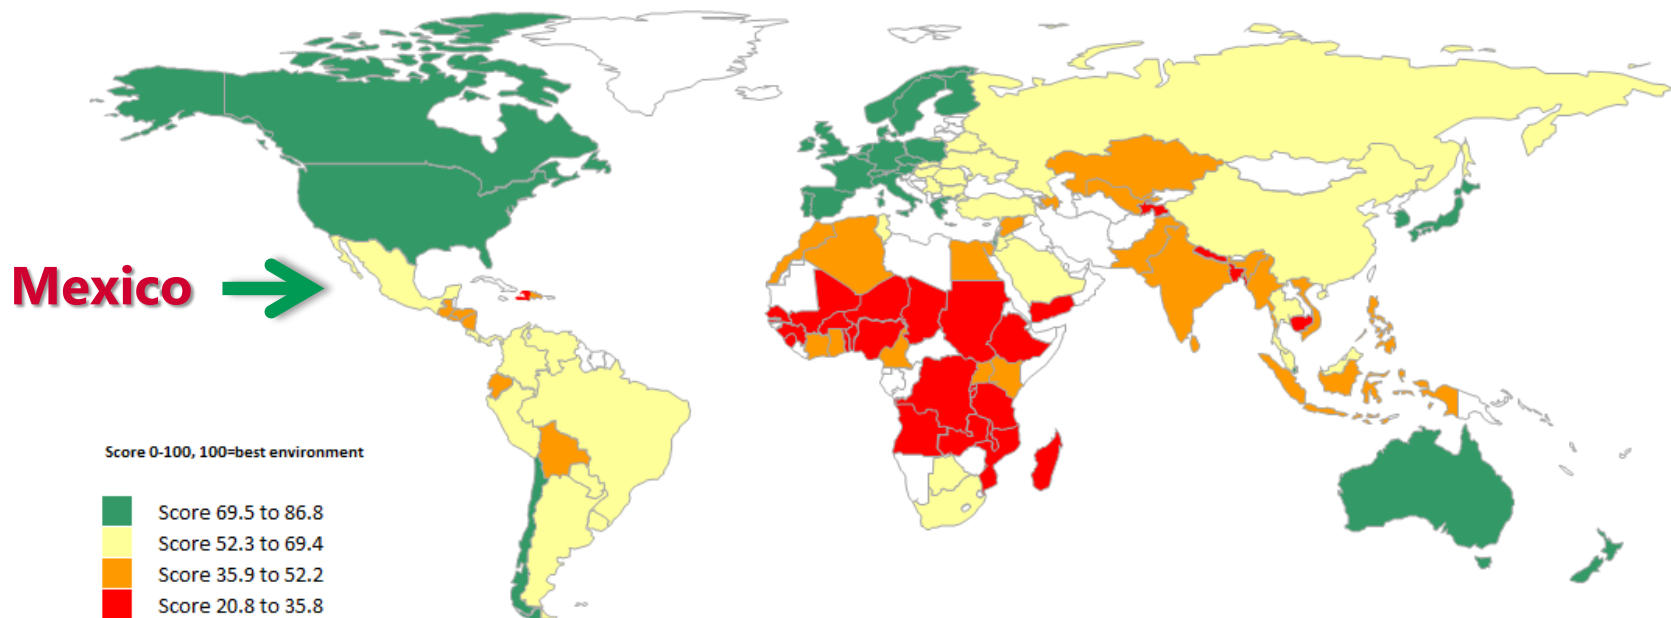 Mexico
Score 0-100, 100=best environment
Score 69.5 to 86.8
Score 52.3 to 69.4
Score 35.9 to 52.2
Score 20.8 to 35.8